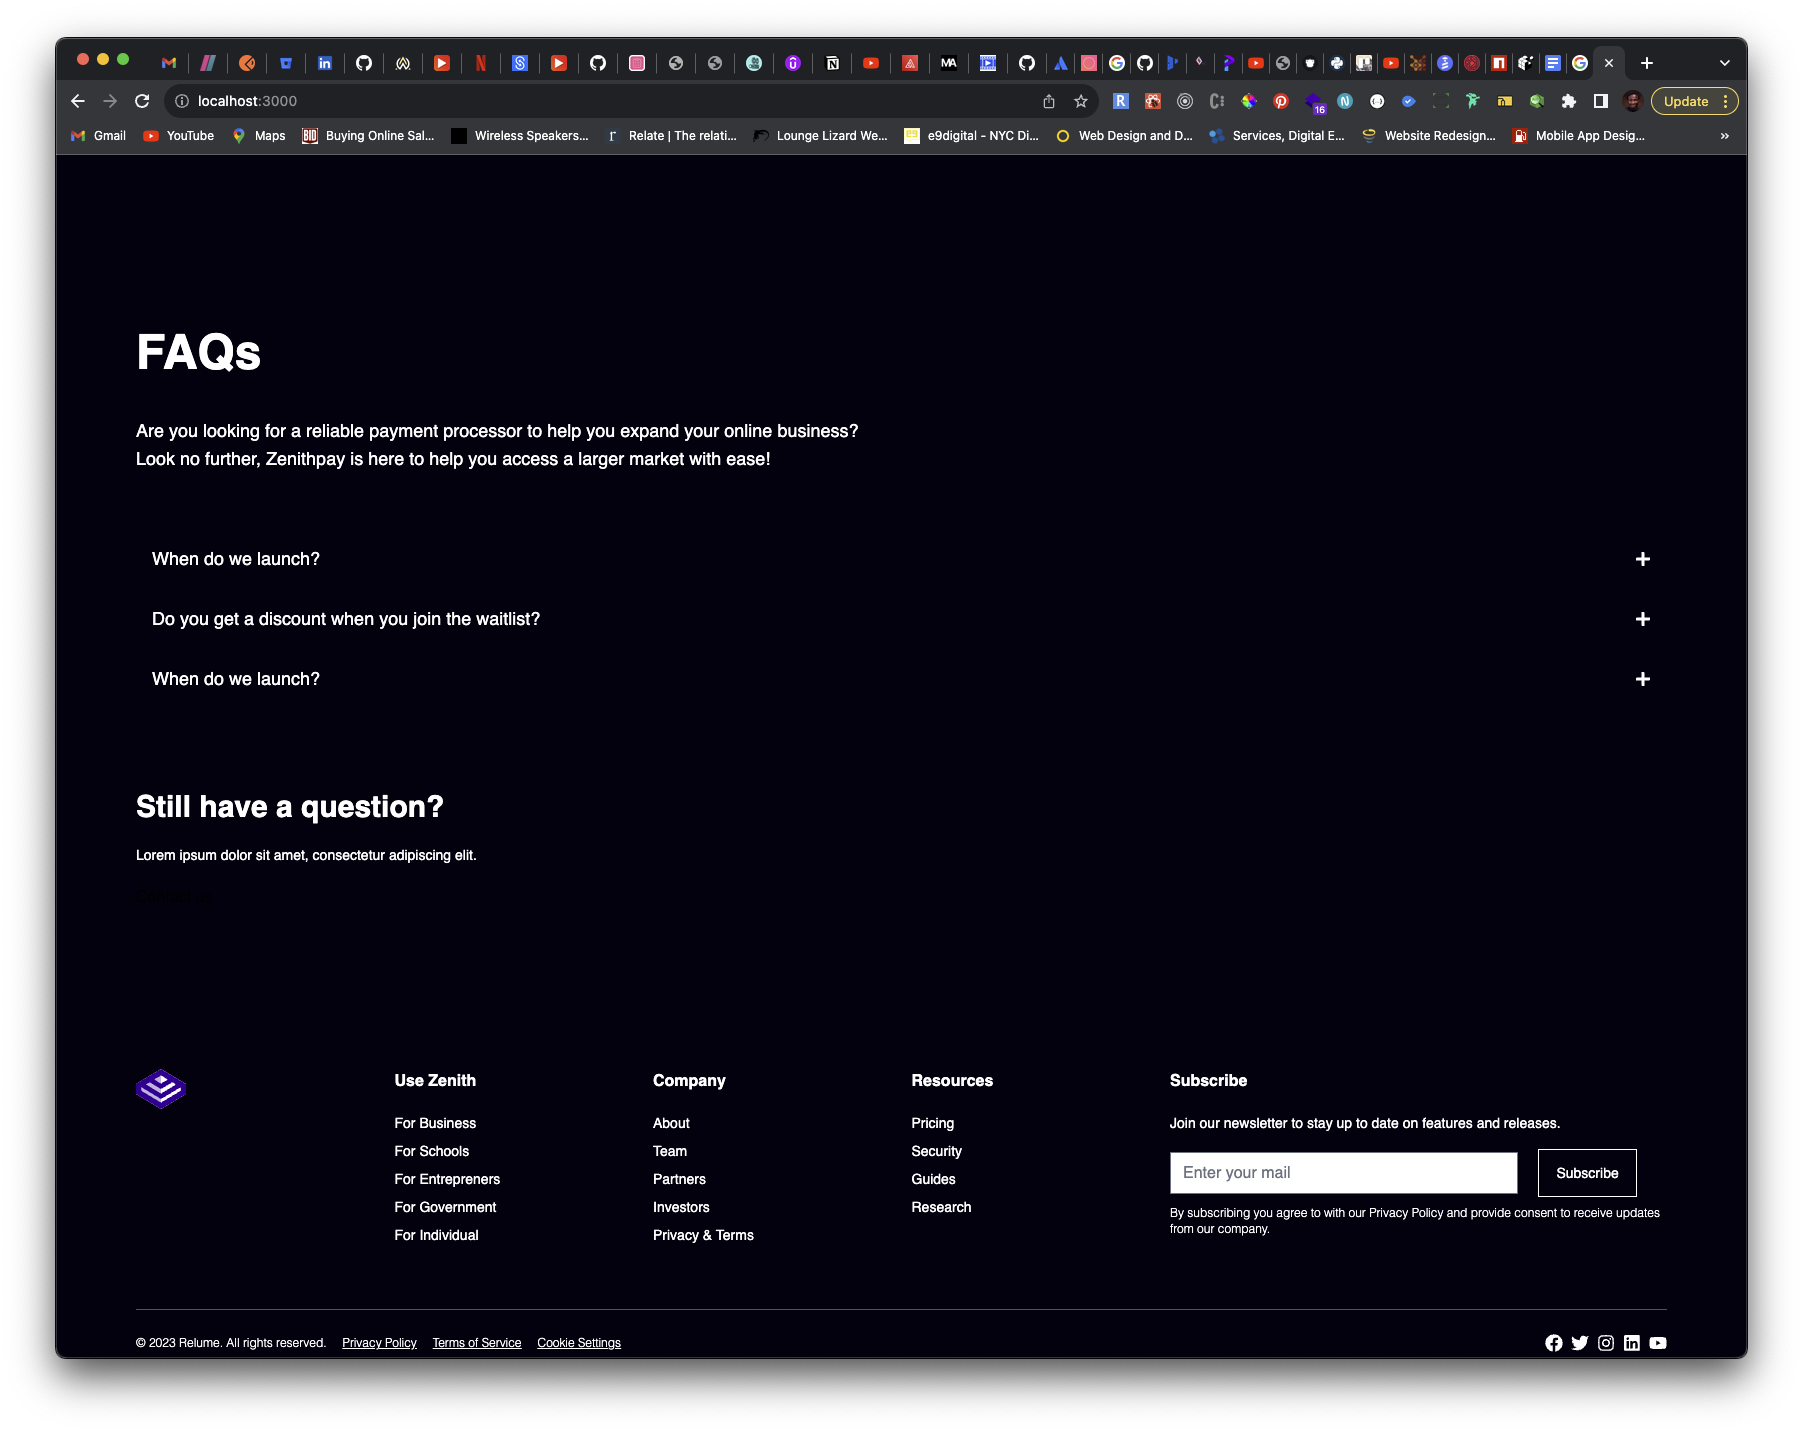 localhost:3000
16
Update
Gmail
YouTube
Maps
BID
Buying Online Sal...
Wireless Speakers...
Relate | The relati...
Lounge Lizard We...
e9digital - NYC Di...
Web Design and D...
Services, Digital E...
Website Redesign...
Mobile App Desig...
FAQs
Are you looking for a reliable payment processor to help you expand your online business?
Look no further, Zenithpay is here to help you access a larger market with ease!
When do we launch?
Do you get a discount when you join the waitlist?
When do we launch?
Still have a question?
Lorem ipsum dolor sit amet, consectetur adipiscing elit.
Use Zenith
For Business
For Schools
For Entrepreners
For Government
For Individual
Company
About
Team
Partners
Investors
Privacy & Terms
Resources
Pricing
Security
Guides
Research
Subscribe
Join our newsletter to stay up to date on features and releases.
Enter your mail
Subscribe
By subscribing you agree to with our Privacy Policy and provide consent to receive updates
from our company.
© 2023 Relume. All rights reserved.
Privacy Policy
Terms of Service
Cookie Settings